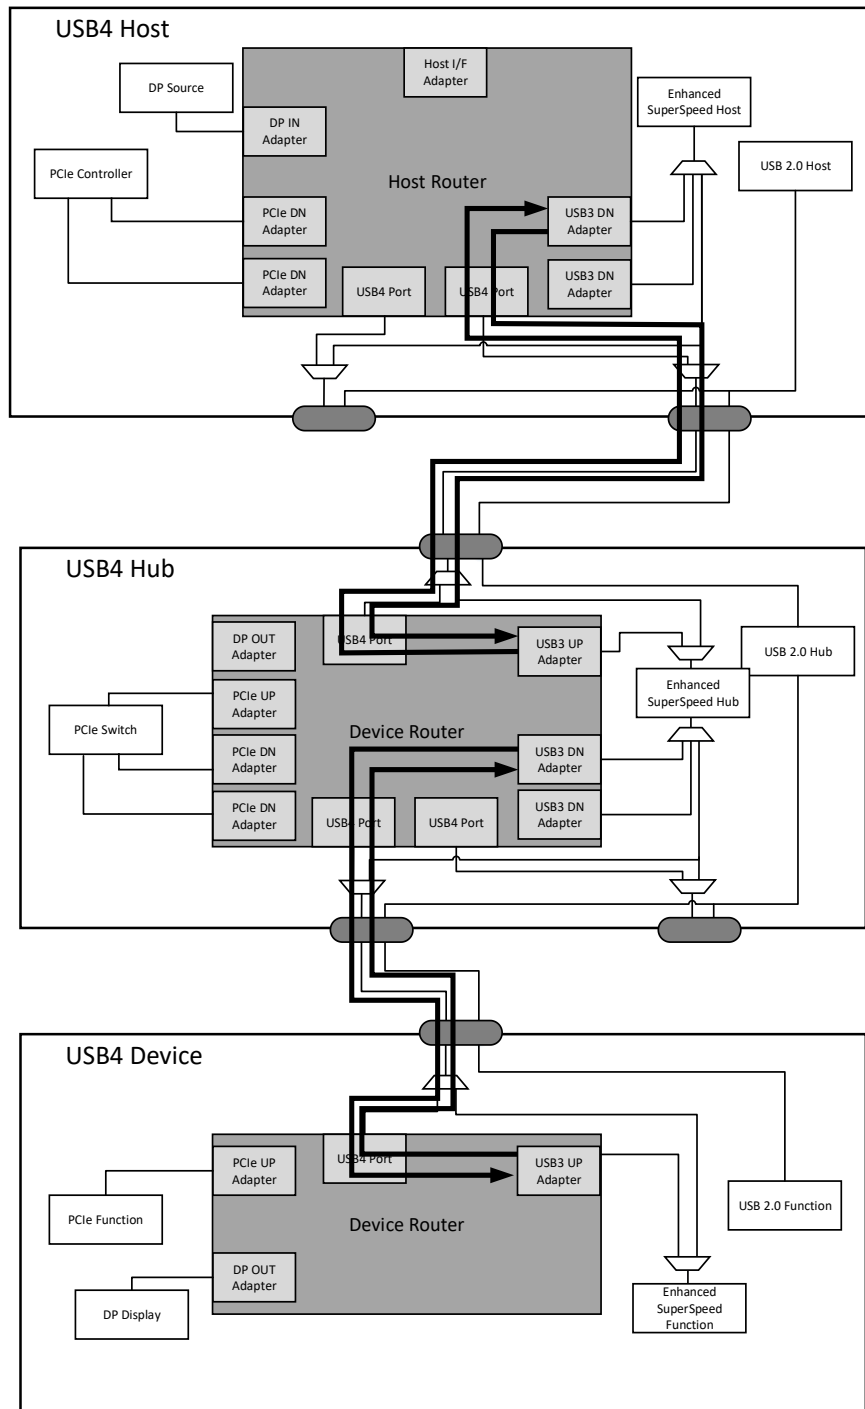 USB4 Host
Host I/F
Adapter
DP Source
Enhanced
SuperSpeed Host
DP IN
Adapter
PCIe Controller
USB 2.0 Host
Host Router
PCIe DN
Adapter
USB3 DN
Adapter
PCIe DN
Adapter
USB4 Port
USB4 Port
USB3 DN
Adapter
USB4 Hub
DP OUT
Adapter
USB4 Port
USB3 UP
Adapter
USB 2.0 Hub
PCIe UP
Adapter
Enhanced
SuperSpeed Hub
PCIe Switch
Device Router
PCIe DN
Adapter
USB3 DN
Adapter
PCIe DN
Adapter
USB4 Port
USB4 Port
USB3 DN
Adapter
USB4 Device
PCIe UP
Adapter
USB4 Port
USB3 UP
Adapter
PCIe Function
Device Router
USB 2.0 Function
DP OUT
Adapter
DP Display
Enhanced
SuperSpeed
Function